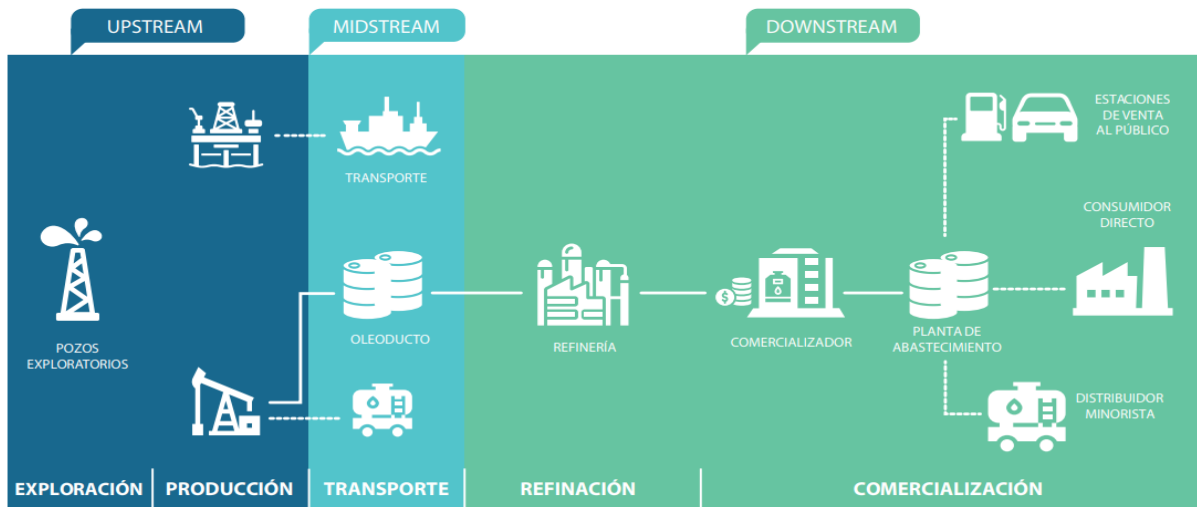 UPSTREAM
MIDSTREAM
DOWNSTREAM
ESTACIONES
DE VENTA
AL PÚBLICO
TRANSPORTE
CONSUMIDOR
DIRECTO
POZOS
EXPLORATORIOS
OLEODUCTO
REFINERÍA
$
COMERCIALIZADOR
PLANTA DE
ABASTECIMIENTO
DISTRIBUIDOR
MINORISTA
EXPLORACIÓN
PRODUCCIÓN
TRANSPORTE
REFINACIÓN
COMERCIALIZACIÓN